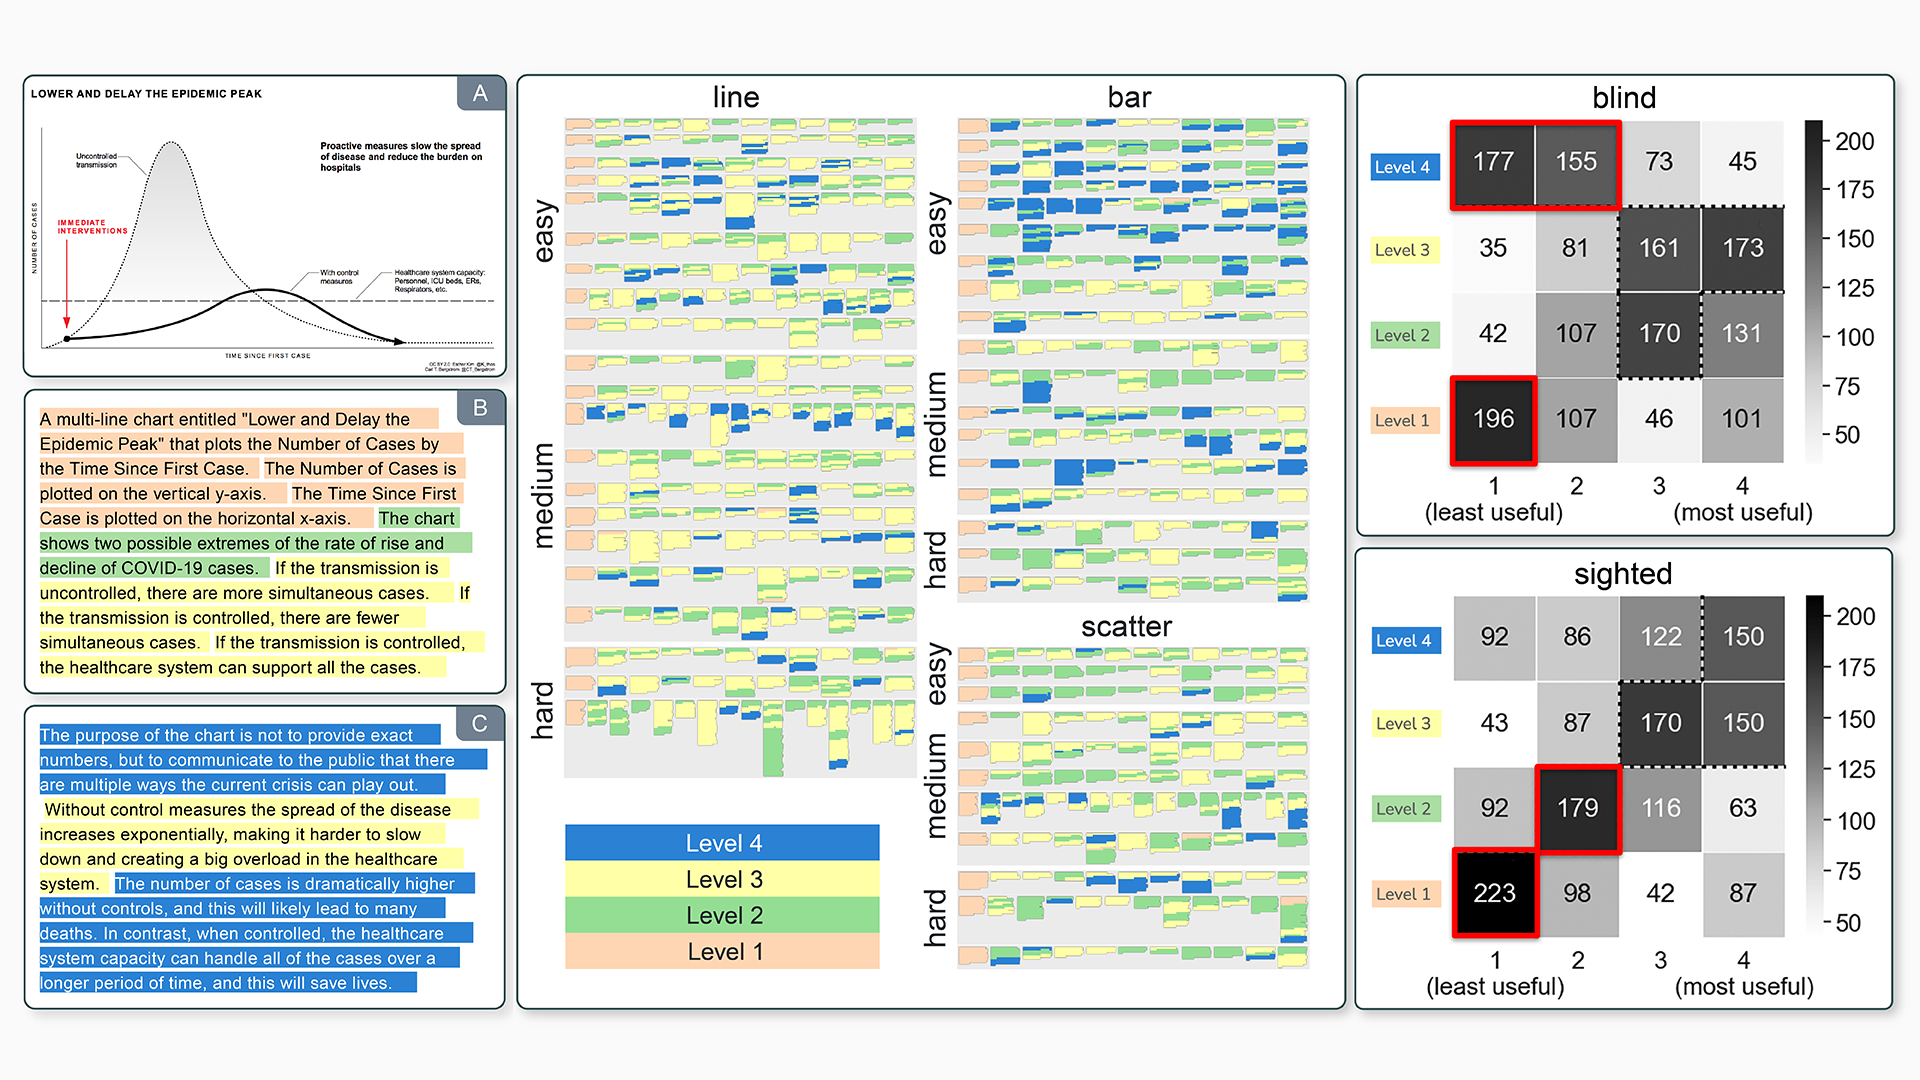 A
LOWER AND DELAY THE EPIDEMIC PEAK
Uncontrolled
transmission
Proactive measures slow the spread
of disease and reduce the burden on
hospitals
IMMEDIATE
INTERVENTIONS
With control
measures
Healthcare system capacity:
Personnel, ICU beds, ERs,
Respirators, etc.
NUMBER OF CASES
TIME SINCE FIRST CASE
CC BY 2.0 Esther Kim @K_thos
Carl T. Bergstrom @CT_Bergstrom
B
A multi-line chart entitled "Lower and Delay the
Epidemic Peak" that plots the Number of Cases by
the Time Since First Case. The Number of Cases is
plotted on the vertical y-axis. The Time Since First
Case is plotted on the horizontal x-axis. The chart
shows two possible extremes of the rate of rise and
decline of COVID-19 cases. If the transmission is
uncontrolled, there are more simultaneous cases. If
the transmission is controlled, there are fewer
simultaneous cases. If the transmission is controlled,
the healthcare system can support all the cases.
C
The purpose of the chart is not to provide exact
numbers, but to communicate to the public that there
are multiple ways the current crisis can play out.
Without control measures the spread of the disease
increases exponentially, making it harder to slow
down and creating a big overload in the healthcare
system. The number of cases is dramatically higher
without controls, and this will likely lead to many
deaths. In contrast, when controlled, the healthcare
system capacity can handle all of the cases over a
longer period of time, and this will save lives.
line
easy
medium
hard
Level 4
Level 3
Level 2
Level 1
bar
easy
medium
hard
scatter
easy
medium
hard
blind
Level 4 177 155 73 45
Level 3 35 81 161 173
Level 2 42 107 170 131
Level 1 196 107 46 101
1 2 3 4
(least useful) (most useful)
200
175
150
125
100
75
50
sighted
Level 4 92 86 122 150
Level 3 43 87 170 150
Level 2 92 179 116 63
Level 1 223 98 42 87
1 2 3 4
(least useful) (most useful)
200
175
150
125
100
75
50